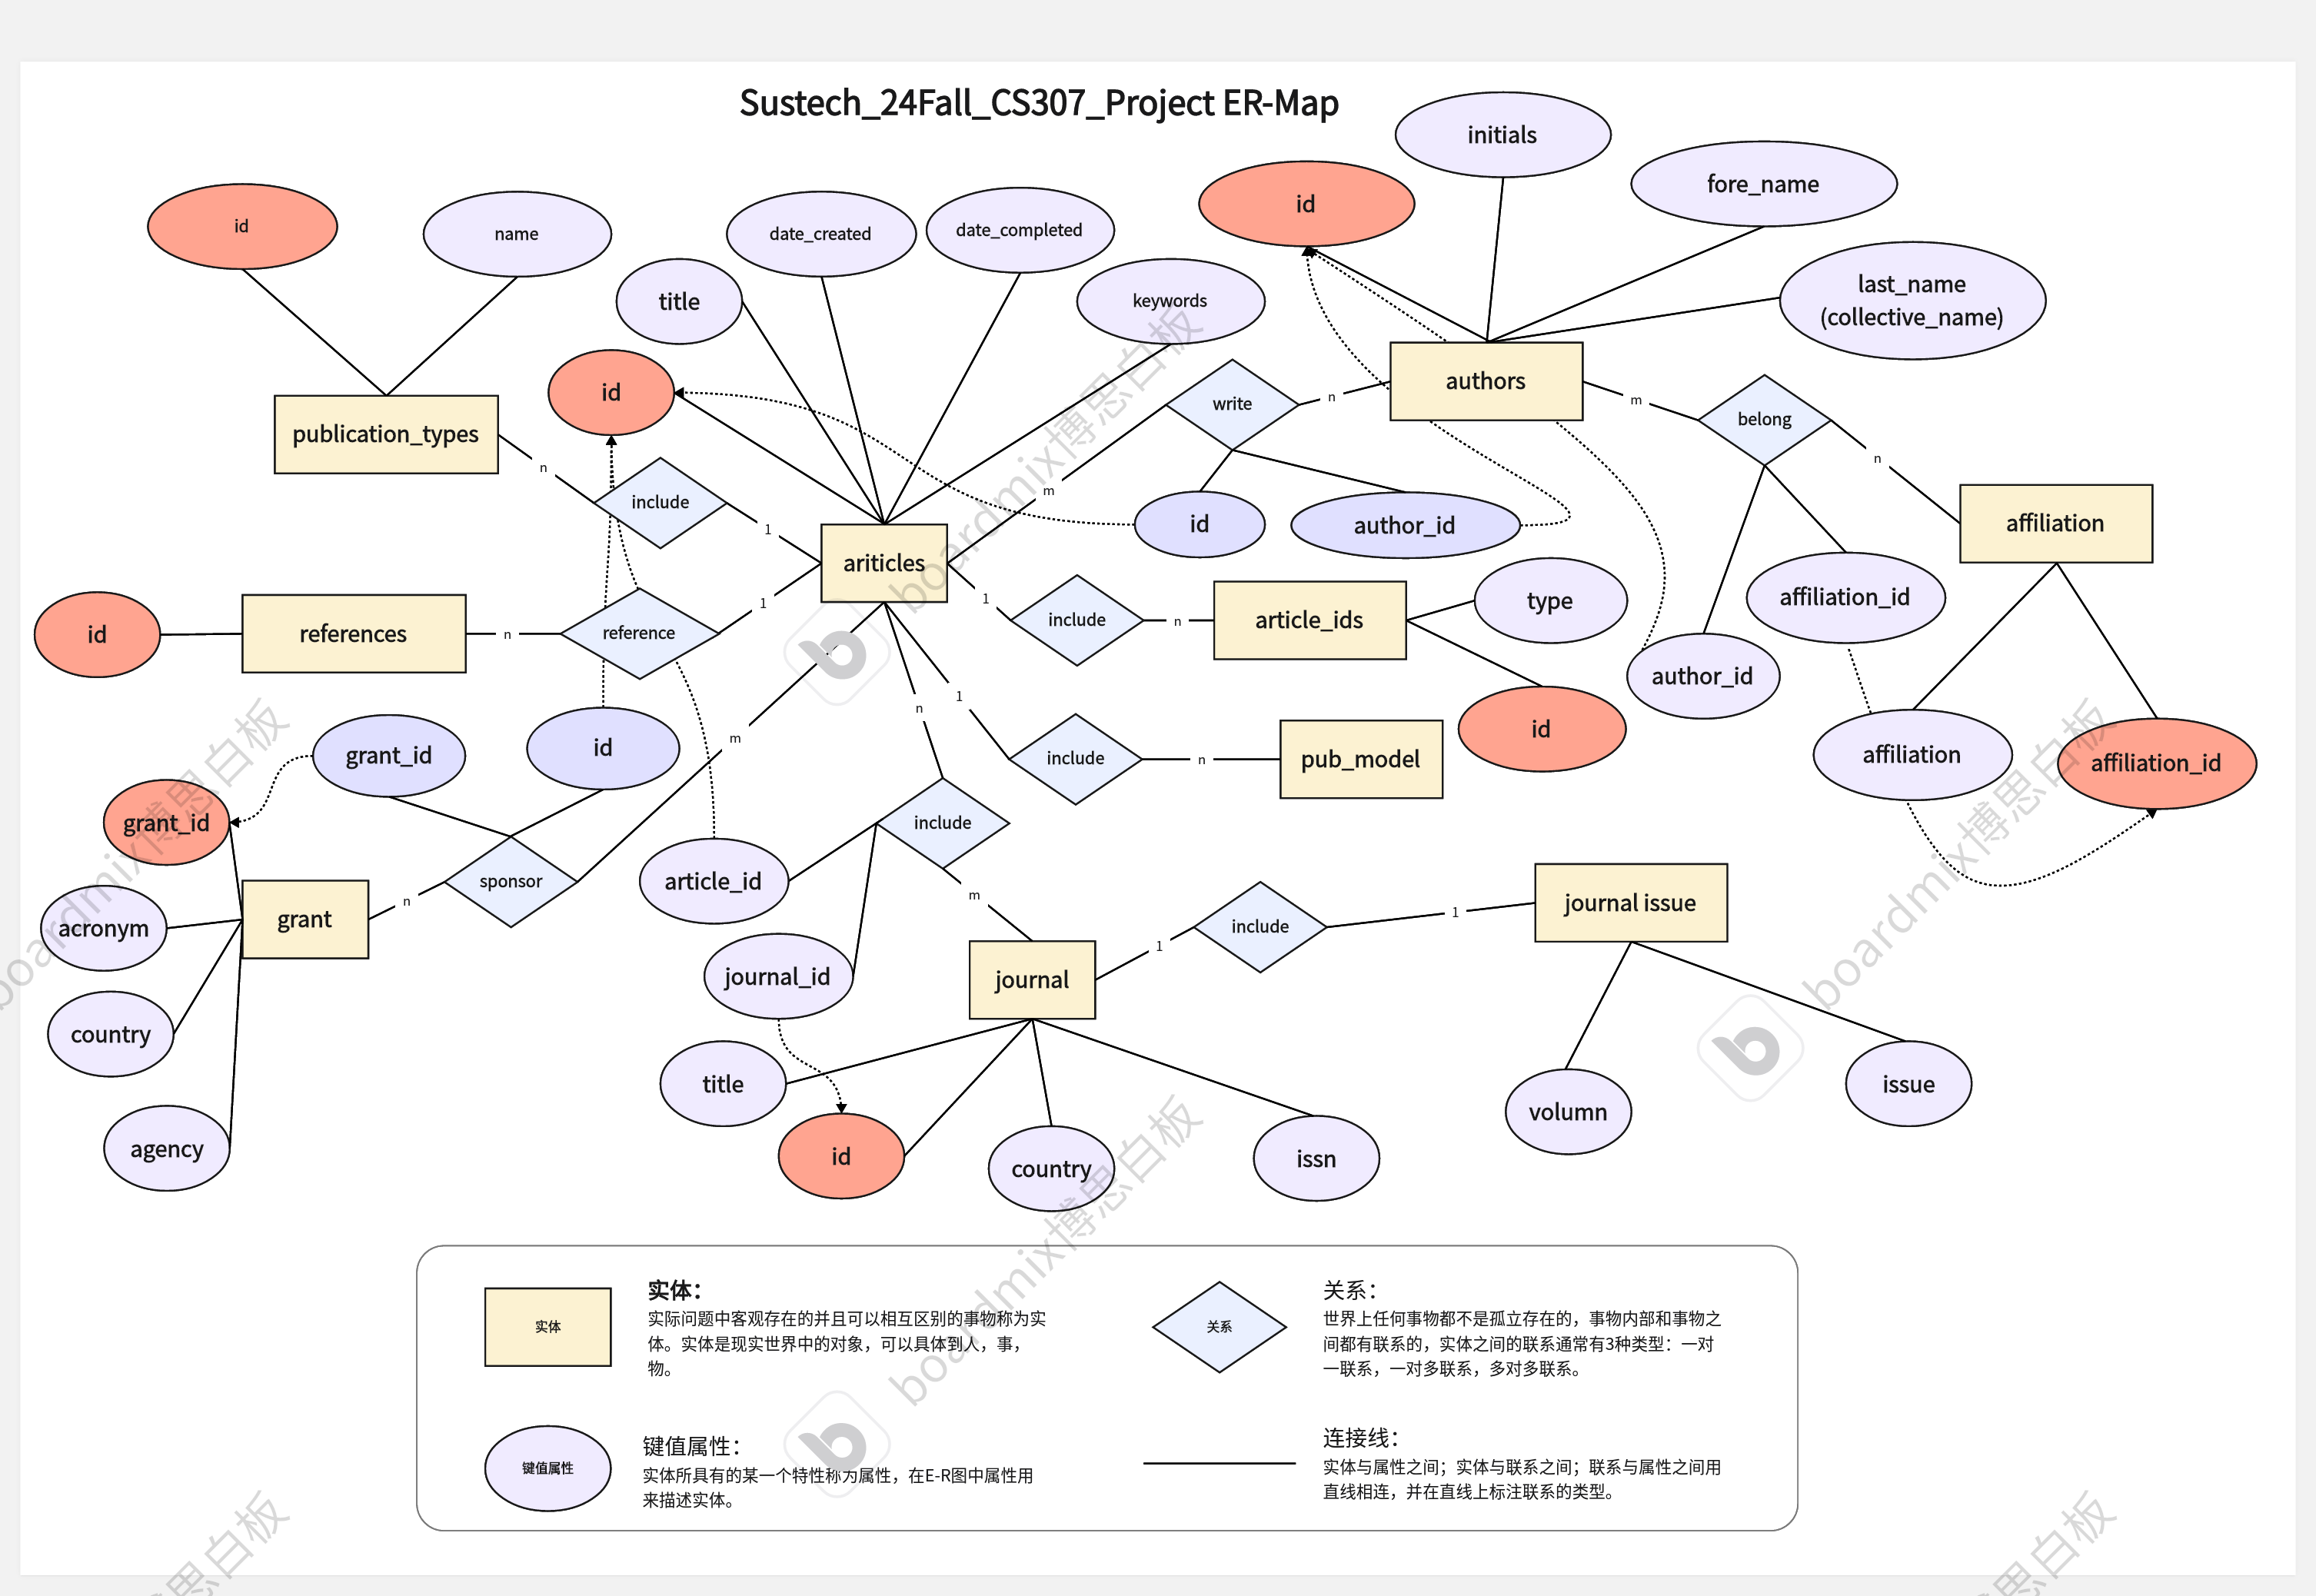 Sustech_24Fall_CS307_Project ER-Map
initials
fore_name
id
id
name
date_created
date_completed
last_name
(collective_name)
title
keywords
id
authors
write
n
m
belong
publication_types
n
n
include
m
1
id
author_id
affiliation
ariticles
type
affiliation_id
id
references
n
reference
1
1
include
n
article_ids
author_id
n
1
id
m
grant_id
id
include
n
pub_model
affiliation
affiliation_id
grant_id
include
article_id
sponsor
n
m
journal issue
1
include
acronym
grant
1
journal_id
journal
country
title
volumn
issue
agency
id
country
issn
实体
实体：
实际问题中客观存在的并且可以相互区别的事物称为实
体。实体是现实世界中的对象，可以具体到人，事，
物。
关系
关系：
世界上任何事物都不是孤立存在的，事物内部和事物之
间都有联系的，实体之间的联系通常有3种类型：一对
一联系，一对多联系，多对多联系。
键值属性
键值属性：
实体所具有的某一个特性称为属性，在E-R图中属性用
来描述实体。
连接线：
实体与属性之间；实体与联系之间；联系与属性之间用
直线相连，并在直线上标注联系的类型。
boardmix博思白板
boardmix博思白板
boardmix博思白板
boardmix博思白板
思白板
博思白板